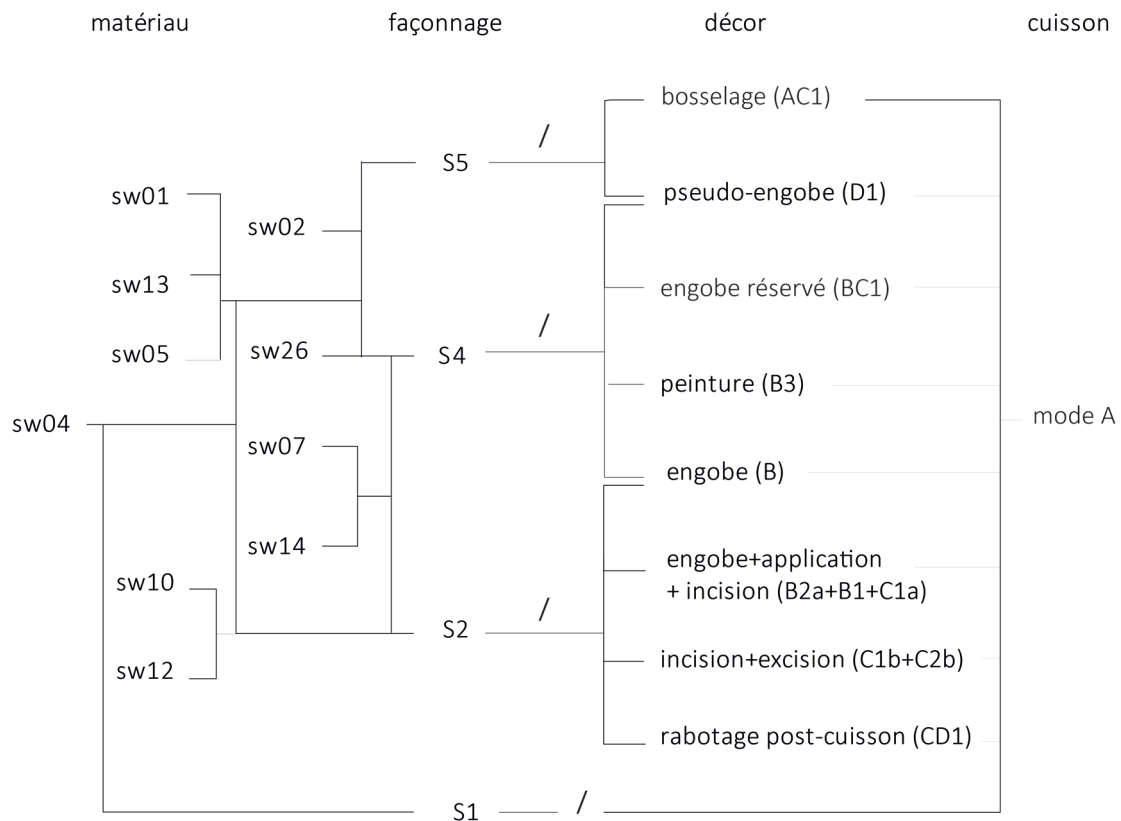 matériau façonnage décor cuisson
bosselage (AC1)
/
S5
sw01
pseudo-engobe (D1)
sw02
sw13
engobe réservé (BC1)
/
sw05
sw26
S4
peinture (B3)
sw04
mode A
sw07
engobe (B)
sw14
engobe+application
+ incision (B2a+B1+C1a)
sw10
/
S2
sw12
incision+excision (C1b+C2b)
rabotage post-cuisson (CD1)
S1
/